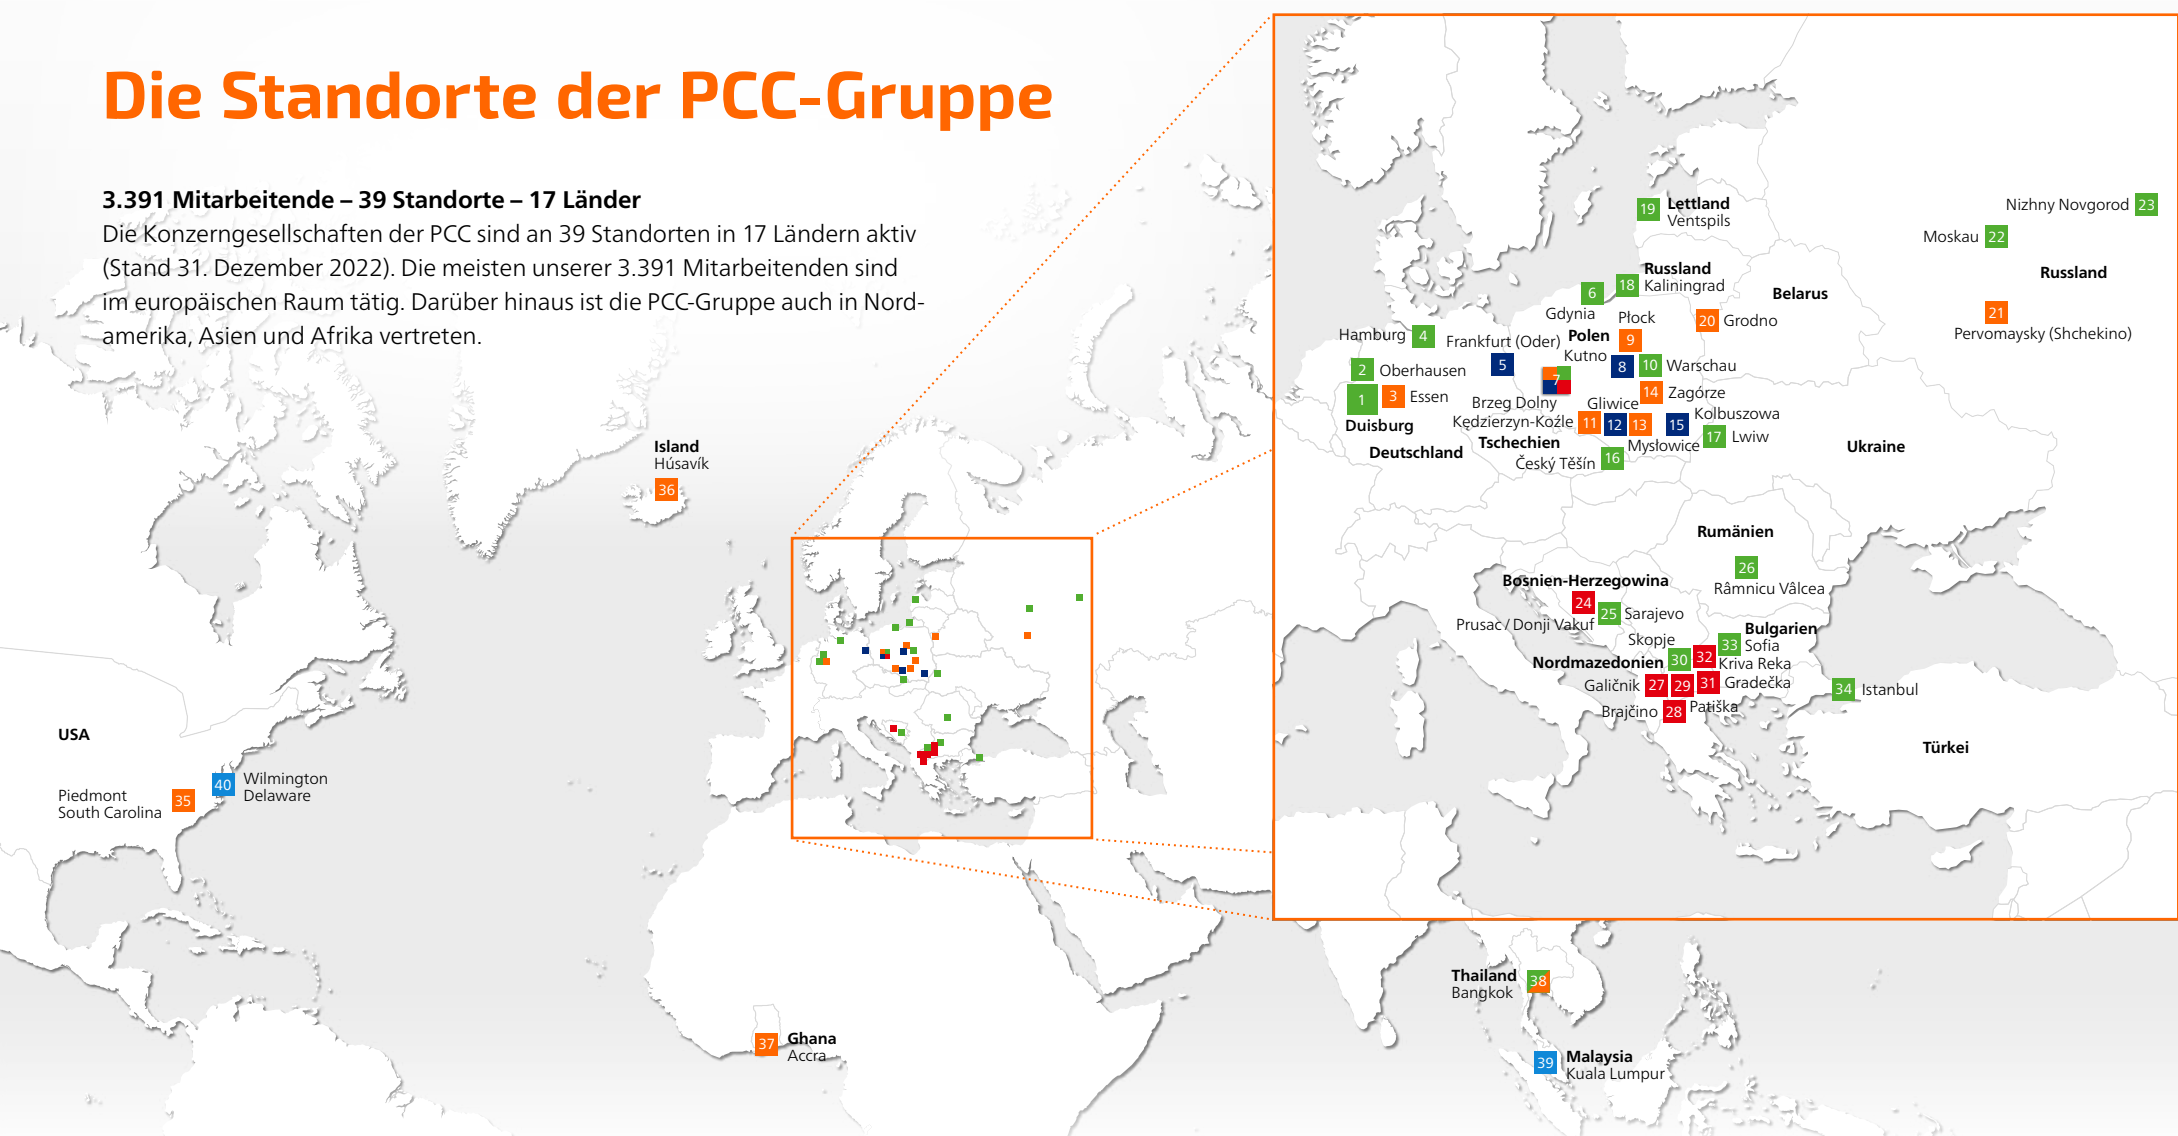 Die Standorte der PCC-Gruppe
3.391 Mitarbeitende – 39 Standorte – 17 Länder
Die Konzerngesellschaften der PCC sind an 39 Standorten in 17 Ländern aktiv
(Stand 31. Dezember 2022). Die meisten unserer 3.391 Mitarbeitenden sind
im europäischen Raum tätig. Darüber hinaus ist die PCC-Gruppe auch in Nord-
amerika, Asien und Afrika vertreten.
Island
Húsavík
36
USA
40 Wilmington
Delaware
Piedmont
South Carolina
35
37 Ghana
Accra
Thailand
Bangkok
38
39 Malaysia
Kuala Lumpur
19 Lettland
Ventspils
Nizhny Novgorod 23
Moskau 22
Russland
21
Pervomaysky (Shchekino)
18 Russland
Kaliningrad
6
Gdynia
Belarus
20 Grodno
Płock
9
Polen
Hamburg 4
Frankfurt (Oder)
5
Kutno
8
10 Warschau
2 Oberhausen
1
3 Essen
Duisburg
Deutschland
7
Brzeg Dolny
14 Zagórze
Gliwice
Kędzierzyn-Koźle 11
12
13
15
Kolbuszowa
Mysłowice
17 Lwiw
Tschechien
Český Těšín 16
Ukraine
Rumänien
26
Râmnicu Vâlcea
Bosnien-Herzegowina
24
25 Sarajevo
Prusac / Donji Vakuf
Bulgarien
33 Sofia
Skopje
Nordmazedonien 30
32
Kriva Reka
Galičnik 27
29
31 Gradečka
Brajčino 28
Patiška
34 Istanbul
Türkei